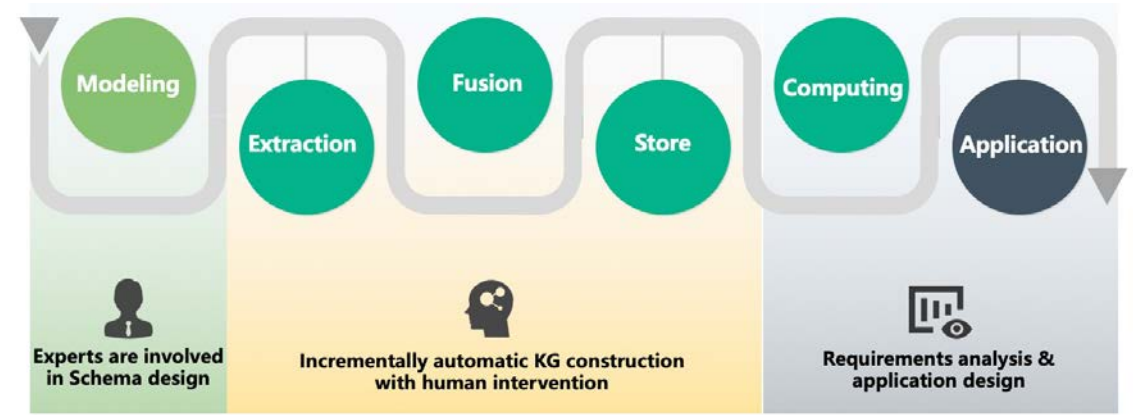 Modeling
Extraction
Fusion
Store
Computing
Application
Experts are involved
in Schema design
Incrementally automatic KG construction
with human intervention
Requirements analysis &
application design